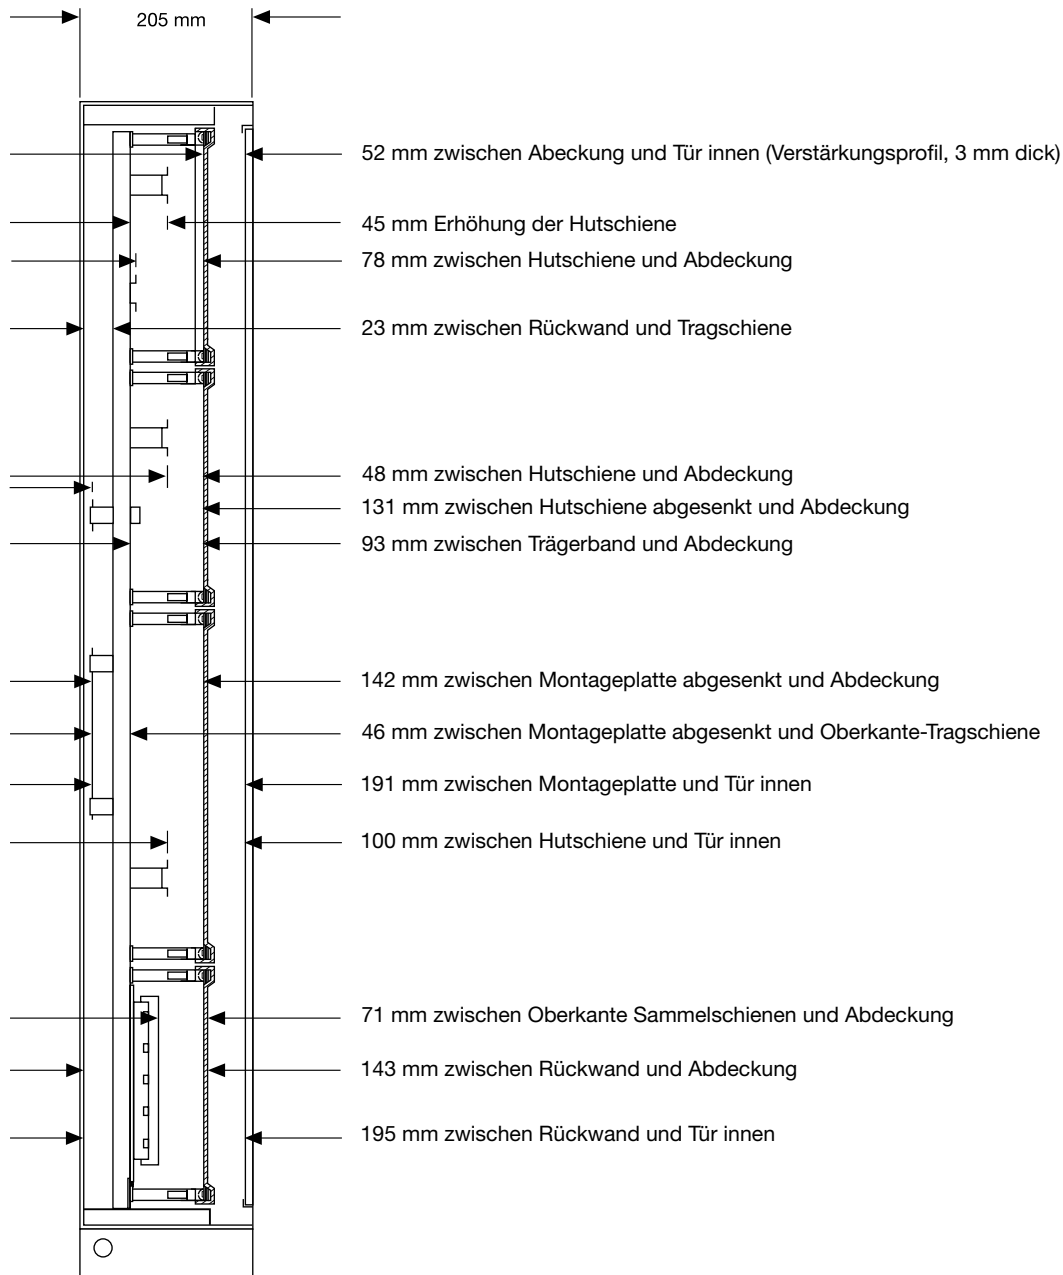 205 mm
52 mm zwischen Abeckung und Tür innen (Verstärkungsprofil, 3 mm dick)
45 mm Erhöhung der Hutschiene
78 mm zwischen Hutschiene und Abdeckung
23 mm zwischen Rückwand und Tragschiene
48 mm zwischen Hutschiene und Abdeckung
131 mm zwischen Hutschiene abgesenkt und Abdeckung
93 mm zwischen Trägerband und Abdeckung
142 mm zwischen Montageplatte abgesenkt und Abdeckung
46 mm zwischen Montageplatte abgesenkt und Oberkante-Tragschiene
191 mm zwischen Montageplatte und Tür innen
100 mm zwischen Hutschiene und Tür innen
71 mm zwischen Oberkante Sammelschienen und Abdeckung
143 mm zwischen Rückwand und Abdeckung
195 mm zwischen Rückwand und Tür innen